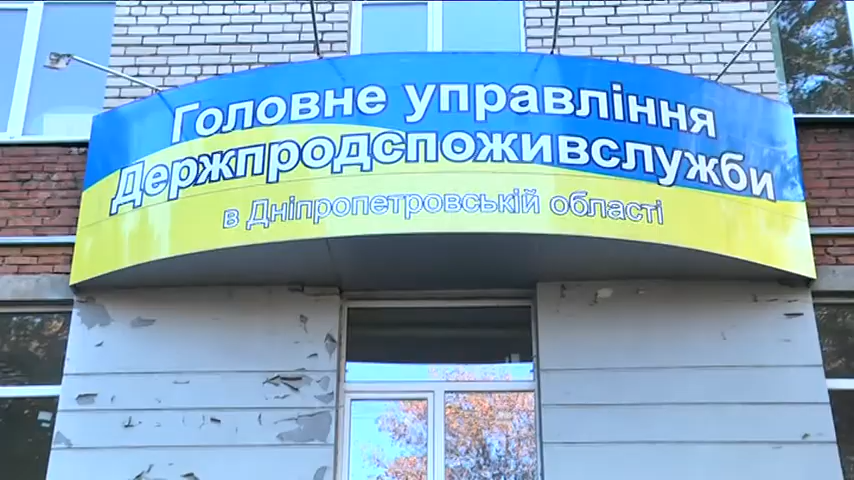 Головне управління
Держпродспоживслужби
в Дніпропетровській області